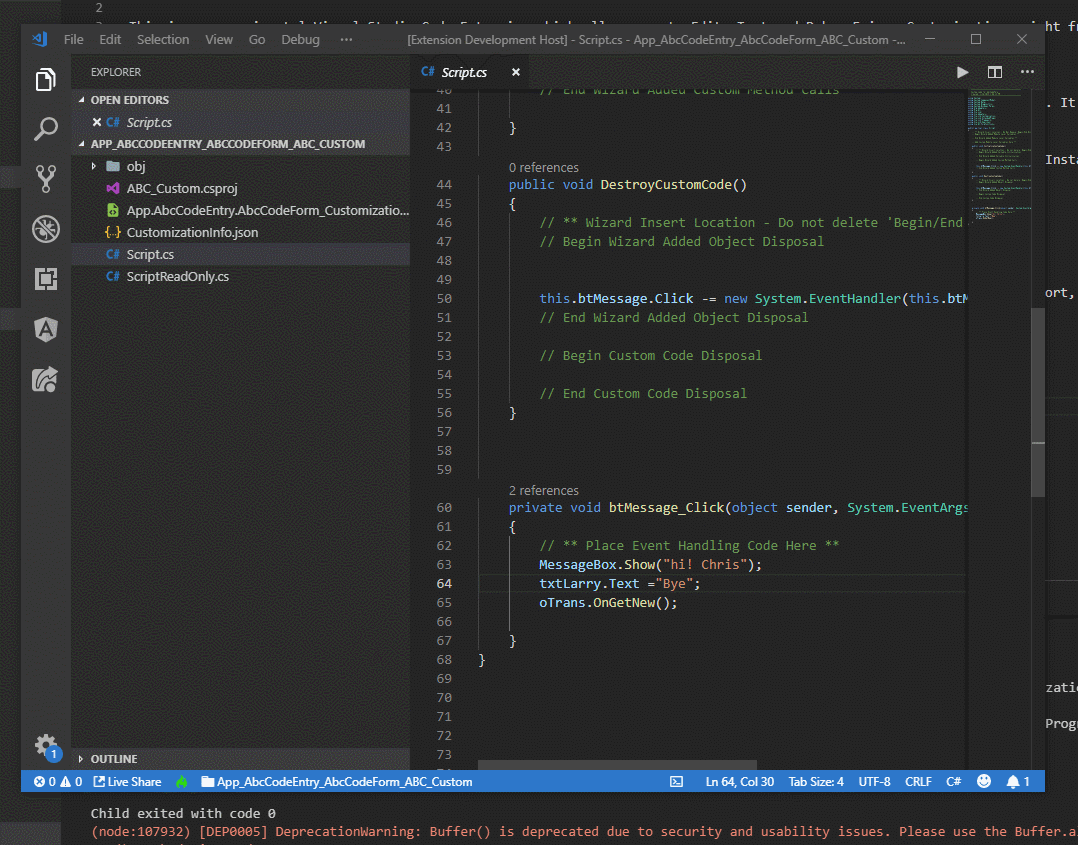 2
File Edit Selection View Go Debug ··· [Extension Development Host] - Script.cs - App_AbcCodeEntry_AbcCodeForm_ABC_Custom -...
ht fr
EXPLORER
C# Script.cs
OPEN EDITORS
C# Script.cs
. It
APP_ABCCODEENTRY_ABCCODEFORM_ABC_CUSTOM
obj
Insta
ABC_Custom.csproj
App.AbcCodeEntry.AbcCodeForm_Customizatio...
{..} CustomizationInfo.json
C# Script.cs
C# ScriptReadOnly.cs
ort,
40 // End Wizard Added Custom Method Calls
41
42 }
43
0 references
44 public void DestroyCustomCode()
45 {
46 // ** Wizard Insert Location - Do not delete 'Begin/End
47 // Begin Wizard Added Object Disposal
48
49
50 this.btMessage.Click -= new System.EventHandler(this.btM
51 // End Wizard Added Object Disposal
52
53 // Begin Custom Code Disposal
54
55 // End Custom Code Disposal
56 }
57
58
59
2 references
60 private void btMessage_Click(object sender, System.EventArgs
61 {
62 // ** Place Event Handling Code Here **
63 MessageBox.Show("hi! Chris");
64 txtLarry.Text ="Bye";
65 oTrans.OnGetNew();
66
67 }
68 }
69
70
71
72
73
zatio
Progr
1
OUTLINE
0 0 Live Share App_AbcCodeEntry_AbcCodeForm_ABC_Custom Ln 64, Col 30 Tab Size: 4 UTF-8 CRLF C# 1
Child exited with code 0
(node:107932) [DEP0005] DeprecationWarning: Buffer() is deprecated due to security and usability issues. Please use the Buffer.a